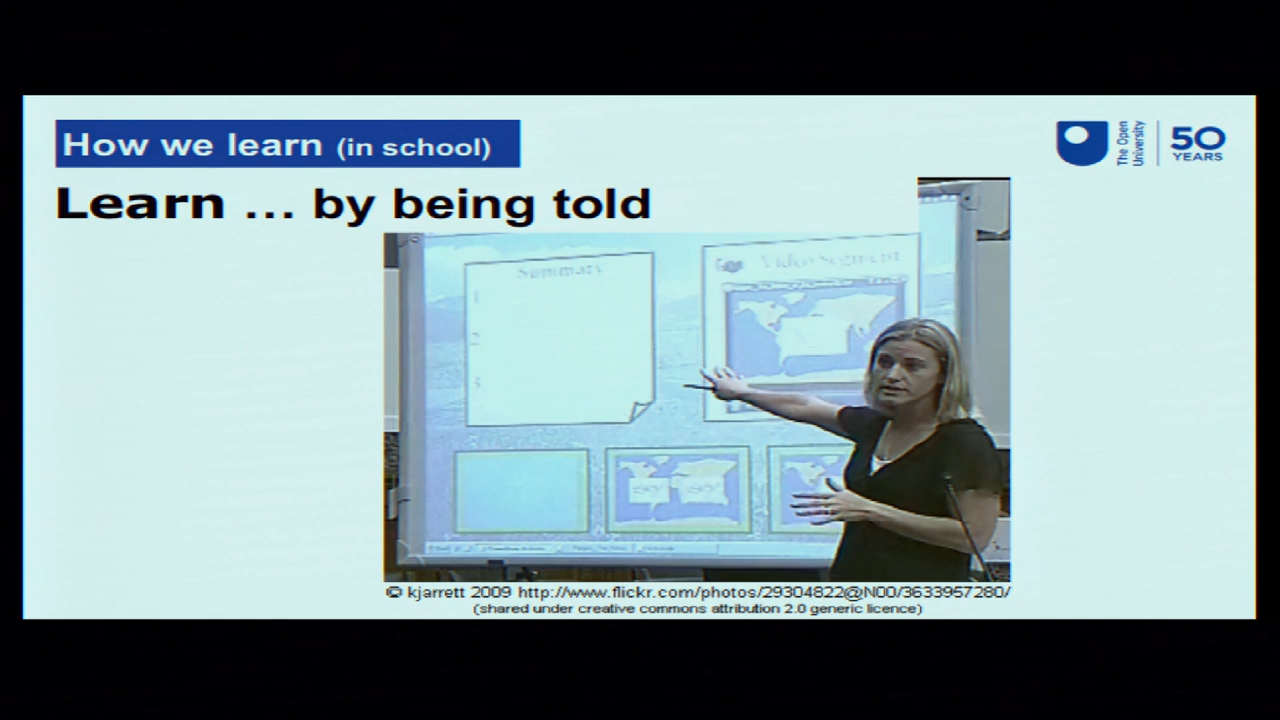 How we learn (in school)
The Open
University
50
YEARS
Learn ... by being told
Summary
1
2
3
Video Segment
© kjarrett 2009 http://www.flickr.com/photos/29304822@N00/3633957280/
(shared under creative commons attribution 2.0 generic licence)